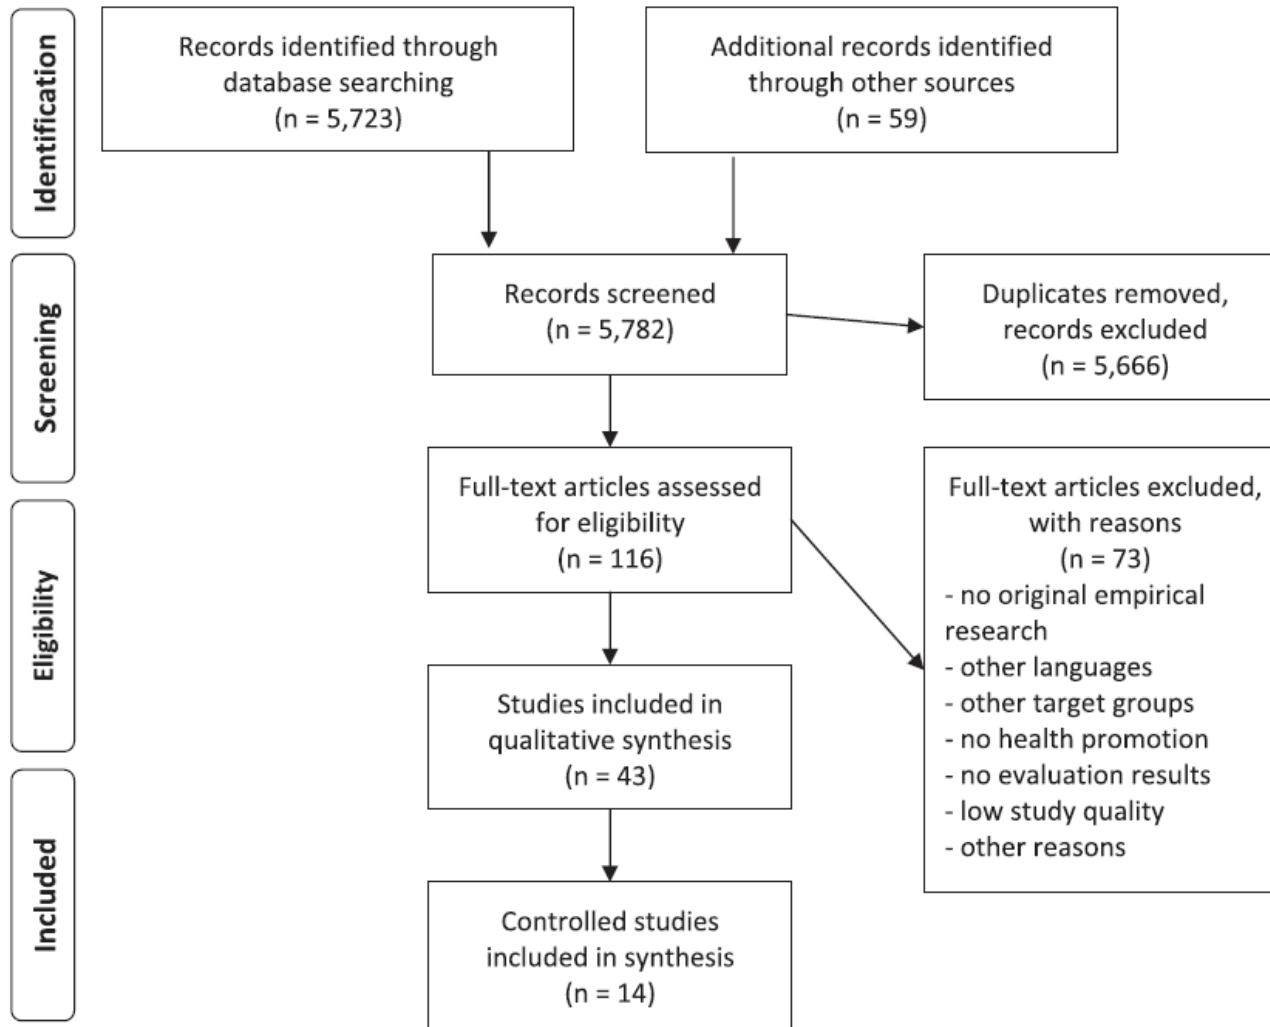 Identification
Records identified through
database searching
(n = 5,723)
Additional records identified
through other sources
(n = 59)
Screening
Records screened
(n = 5,782)
Duplicates removed,
records excluded
(n = 5,666)
Eligibility
Full-text articles assessed
for eligibility
(n = 116)
Full-text articles excluded,
with reasons
(n = 73)
- no original empirical
research
- other languages
- other target groups
- no health promotion
- no evaluation results
- low study quality
- other reasons
Studies included in
qualitative synthesis
(n = 43)
Included
Controlled studies
included in synthesis
(n = 14)